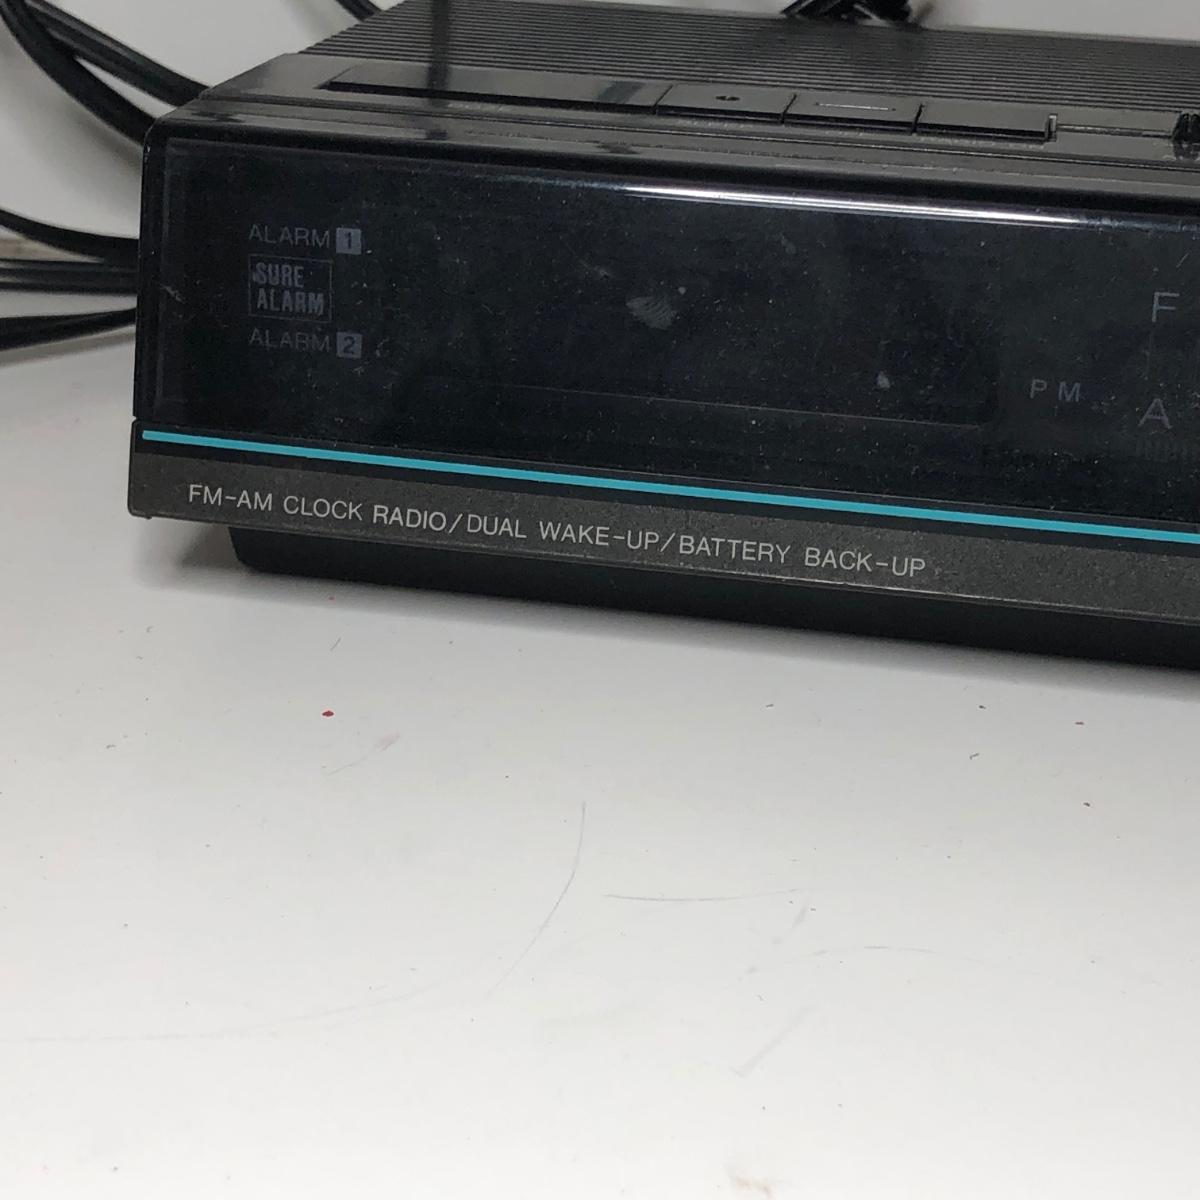 ALARM 1
SURE
ALARM
ALARM 2
F
PM
A
FM-AM CLOCK RADIO/DUAL WAKE-UP/BATTERY BACK-UP